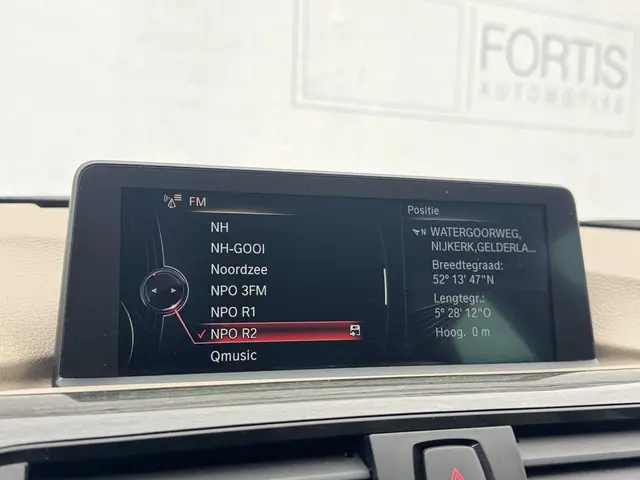 FORTIS
AUTOMOTIVE
FM
NH
NH-GOOI
Noordzee
NPO 3FM
NPO R1
✓ NPO R2
Qmusic
Positie
N WATERGOORWEG,
NIJKERK,GELDERLA...
Breedtegraad:
52° 13' 47"N
Lengtegr.:
5° 28' 12"O
Hoog. 0 m